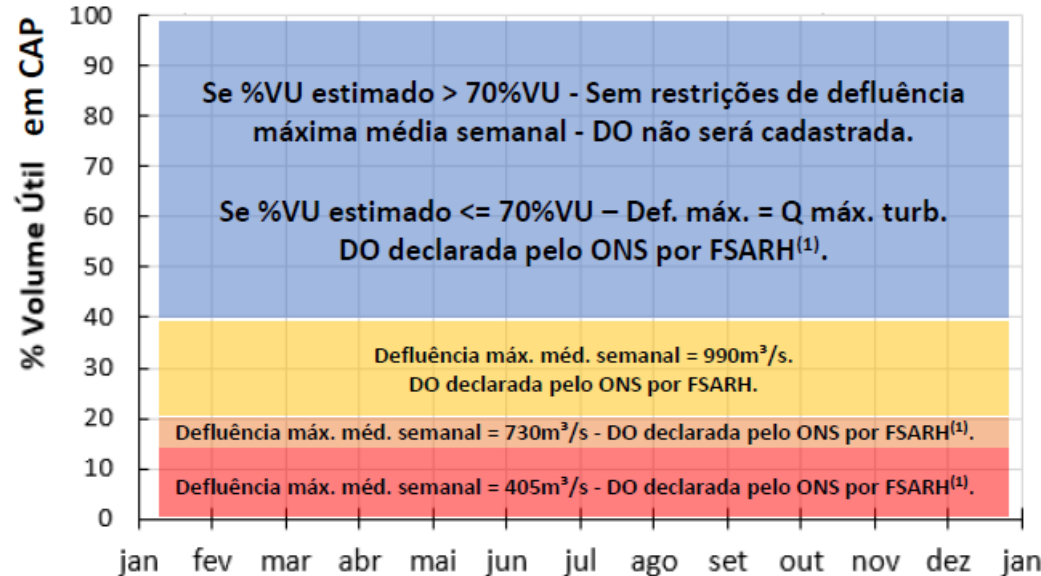 % Volume Útil em CAP
100
90
80
70
60
50
40
30
20
10
0
Se %VU estimado > 70%VU - Sem restrições de defluência
máxima média semanal - DO não será cadastrada.
Se %VU estimado <= 70%VU – Def. máx. = Q máx. turb.
DO declarada pelo ONS por FSARH⁽¹⁾.
Defluência máx. méd. semanal = 990m³/s.
DO declarada pelo ONS por FSARH.
Defluência máx. méd. semanal = 730m³/s - DO declarada pelo ONS por FSARH⁽¹⁾.
Defluência máx. méd. semanal = 405m³/s - DO declarada pelo ONS por FSARH⁽¹⁾.
jan fev mar abr mai jun jul ago set out nov dez jan